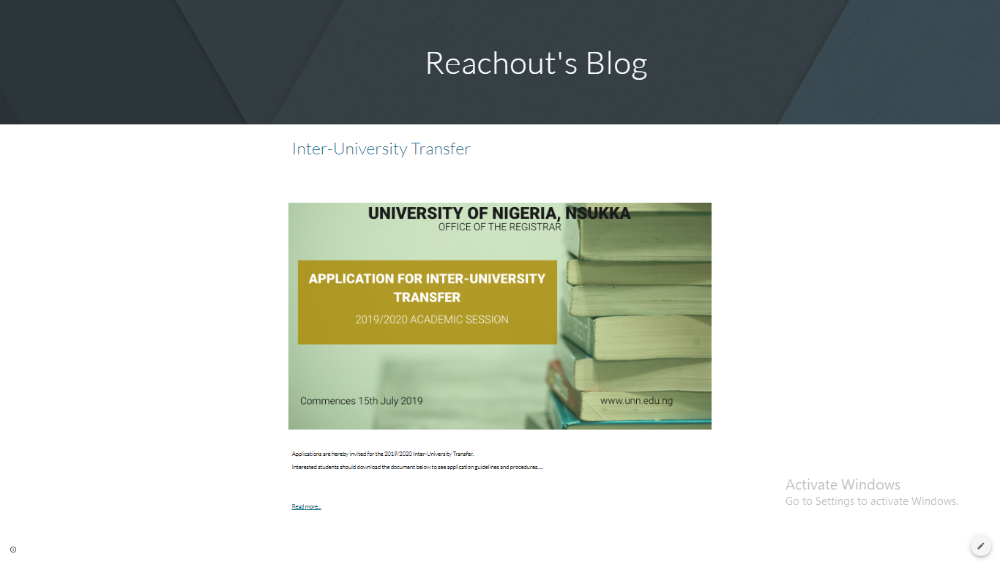 Reachout's Blog
Inter-University Transfer
UNIVERSITY OF NIGERIA, NSUKKA
OFFICE OF THE REGISTRAR
APPLICATION FOR INTER-UNIVERSITY
TRANSFER
2019/2020 ACADEMIC SESSION
Commences 15th July 2019
www.unn.edu.ng
Applications are hereby invited for the 2019/2020 Inter-University Transfer.
Interested students should download the document below to see application guidelines and procedures.....
Read more...
Activate Windows
Go to Settings to activate Windows.